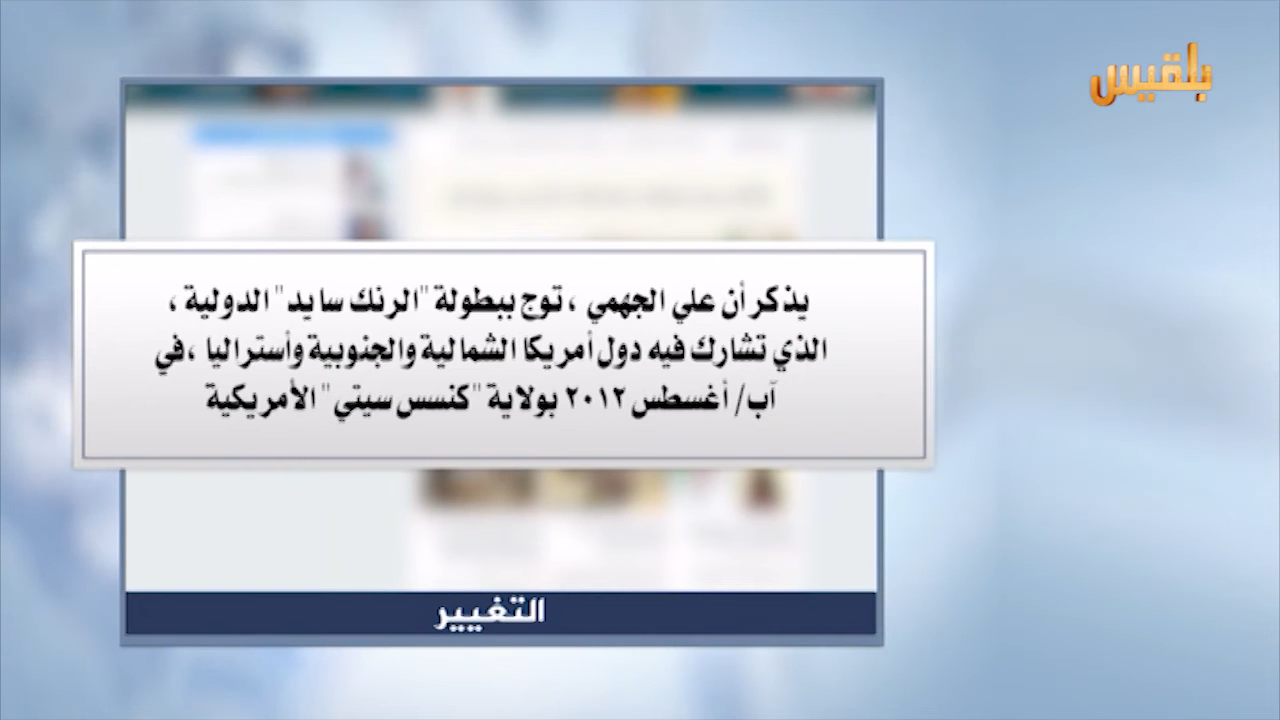 بلقيس
يذكر أن علي الجهمي ، توج ببطولة "الرنك سايد" الدولية ،
الذي تشارك فيه دول أمريكا الشمالية والجنوبية وأستراليا ،في
آب/ أغسطس ٢٠١٢ بولاية "كنسس سيتي" الأمريكية
التغيير